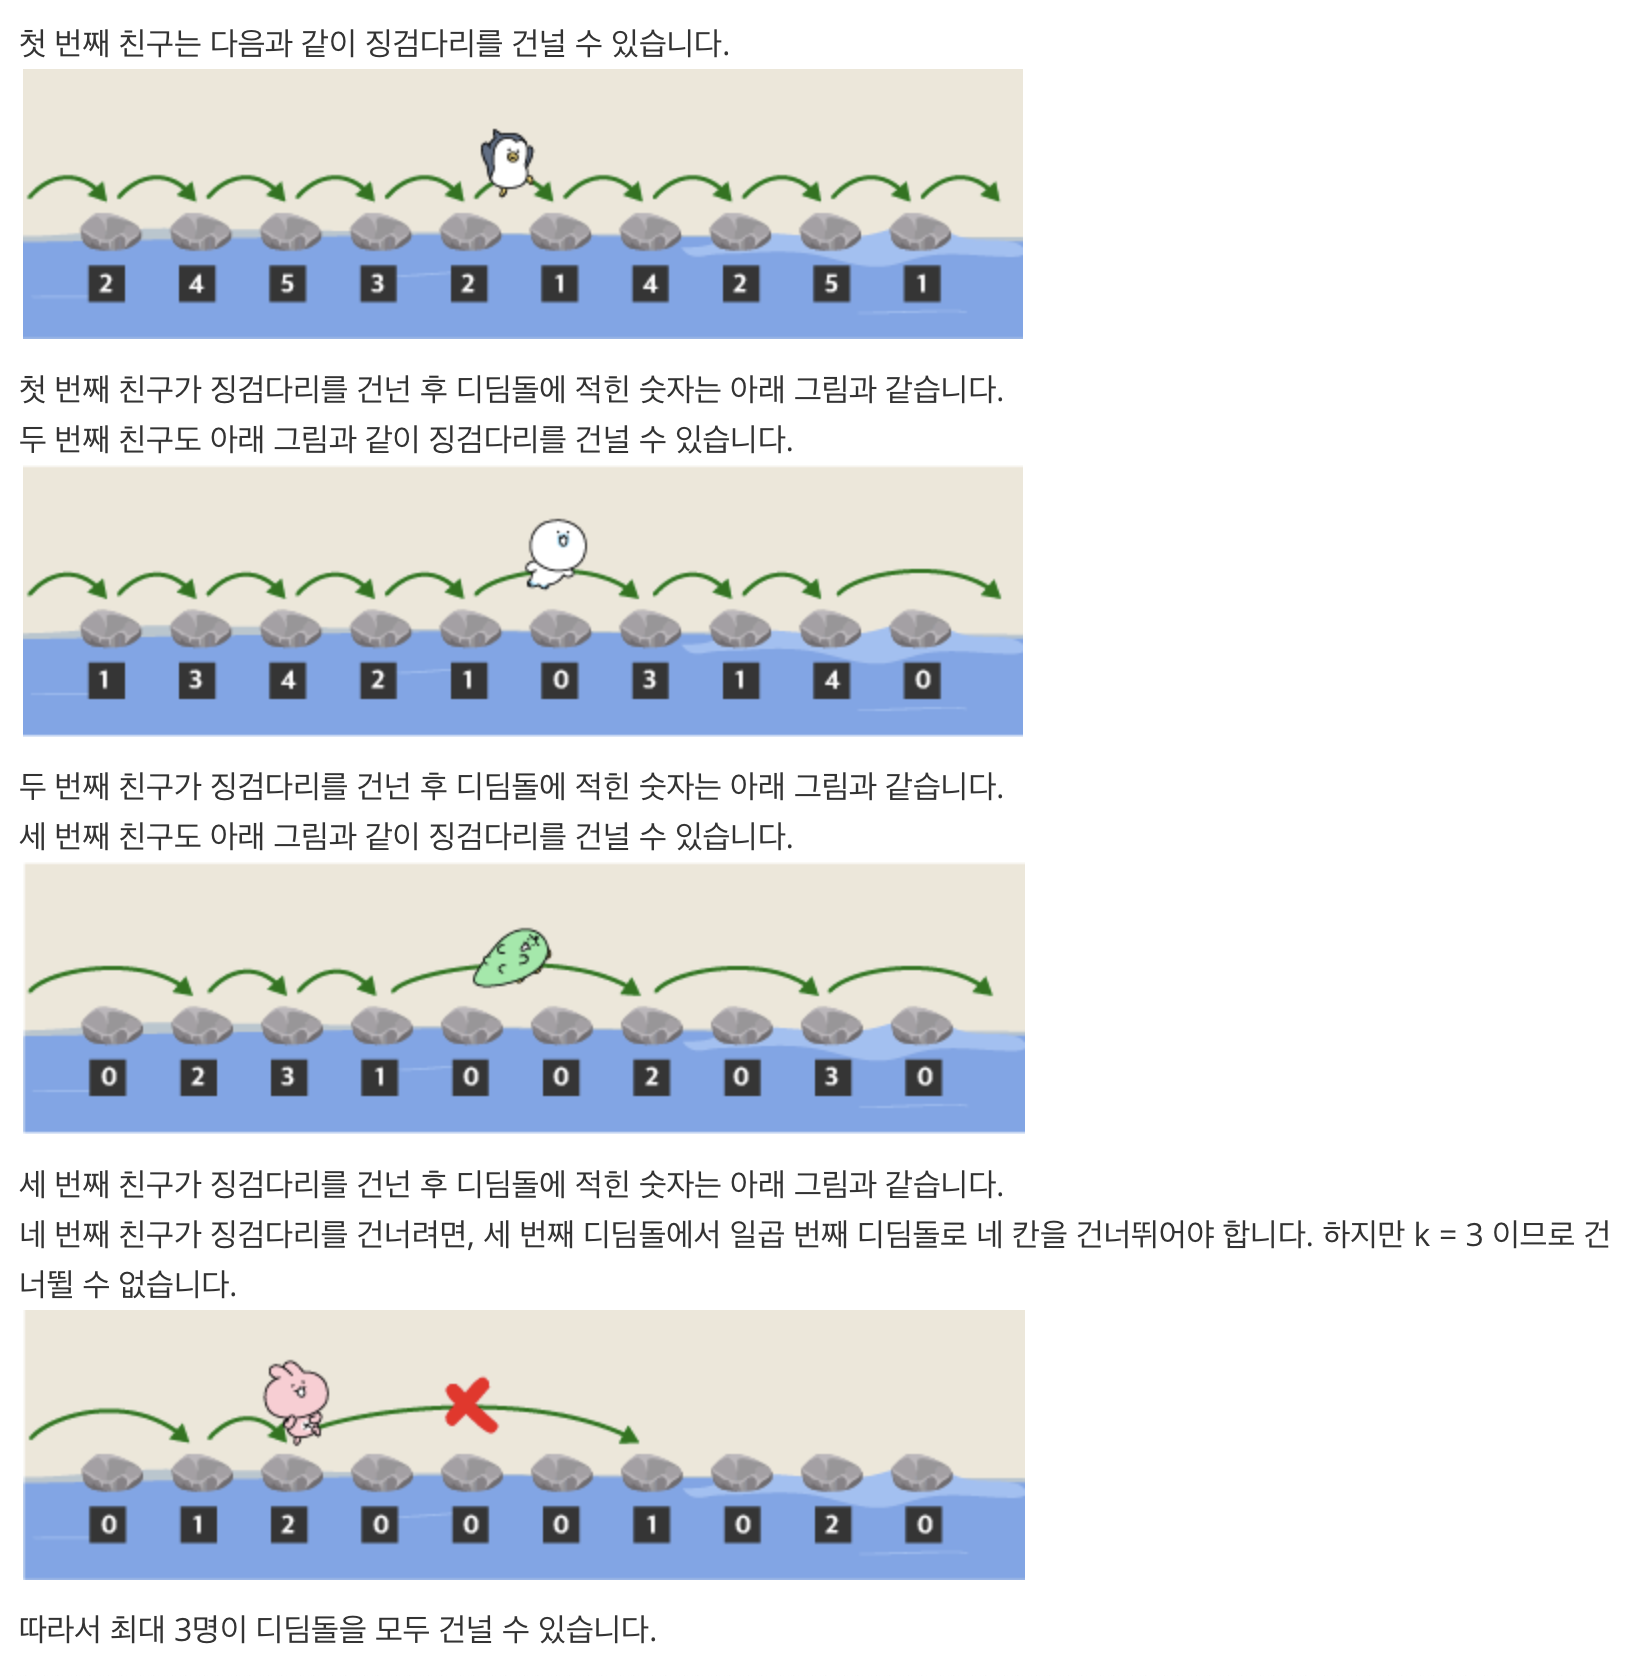 첫 번째 친구는 다음과 같이 징검다리를 건널 수 있습니다.
2 4 5 3 2 1 4 2 5 1
첫 번째 친구가 징검다리를 건넌 후 디딤돌에 적힌 숫자는 아래 그림과 같습니다.
두 번째 친구도 아래 그림과 같이 징검다리를 건널 수 있습니다.
1 3 4 2 1 0 3 1 4 0
두 번째 친구가 징검다리를 건넌 후 디딤돌에 적힌 숫자는 아래 그림과 같습니다.
세 번째 친구도 아래 그림과 같이 징검다리를 건널 수 있습니다.
0 2 3 1 0 0 2 0 3 0
세 번째 친구가 징검다리를 건넌 후 디딤돌에 적힌 숫자는 아래 그림과 같습니다.
네 번째 친구가 징검다리를 건너려면, 세 번째 디딤돌에서 일곱 번째 디딤돌로 네 칸을 건너뛰어야 합니다. 하지만 k = 3 이므로 건
너뛸 수 없습니다.
0 1 2 0 0 0 1 0 2 0
따라서 최대 3명이 디딤돌을 모두 건널 수 있습니다.